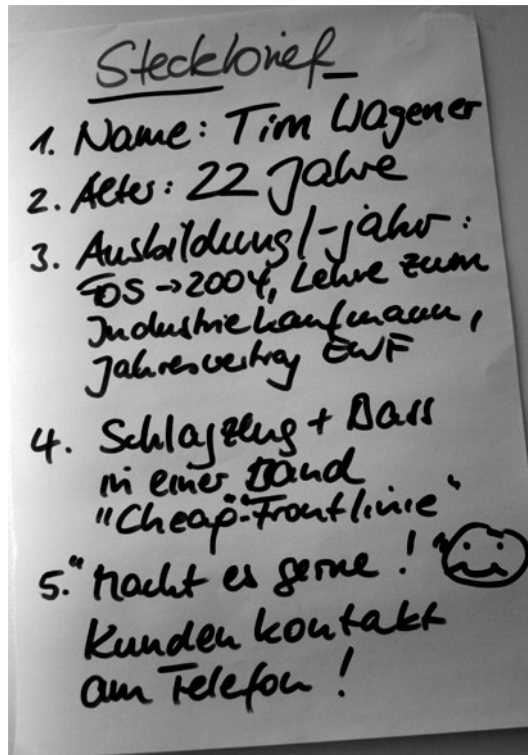 Steckbrief
1. Name: Tim Wagener
2. Alter: 22 Jahre
3. Ausbildung/-jahr:
FOS → 2004, Lehre zum
Industriekaufmann,
Jahresvertrag EWF
4. Schlagzeug + Bass
in einer Band
"Cheap-Frontlinie"
5. "Macht es gerne!"
Kundenkontakt
am Telefon!